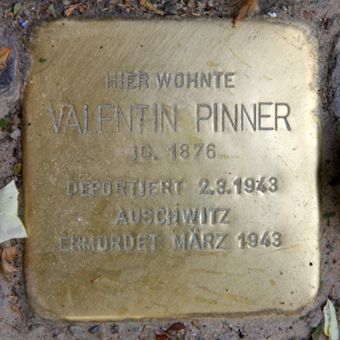 HIER WOHNTE
VALENTIN PINNER
JG. 1876
DEPORTIERT 2.3.1943
AUSCHWITZ
ERMORDET MÄRZ 1943